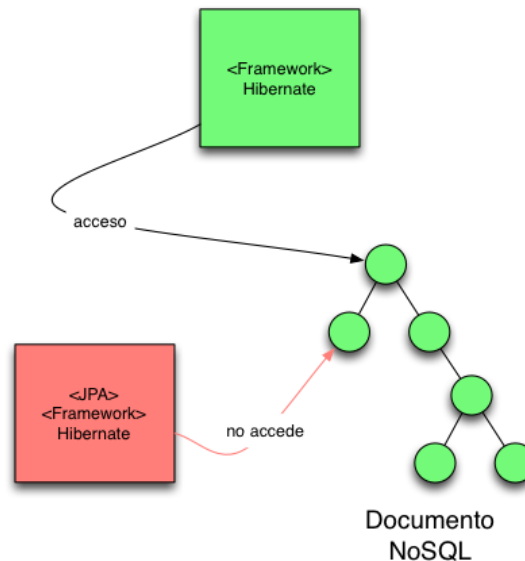 <Framework>
Hibernate
acceso
<JPA>
<Framework>
Hibernate
no accede
Documento
NoSQL